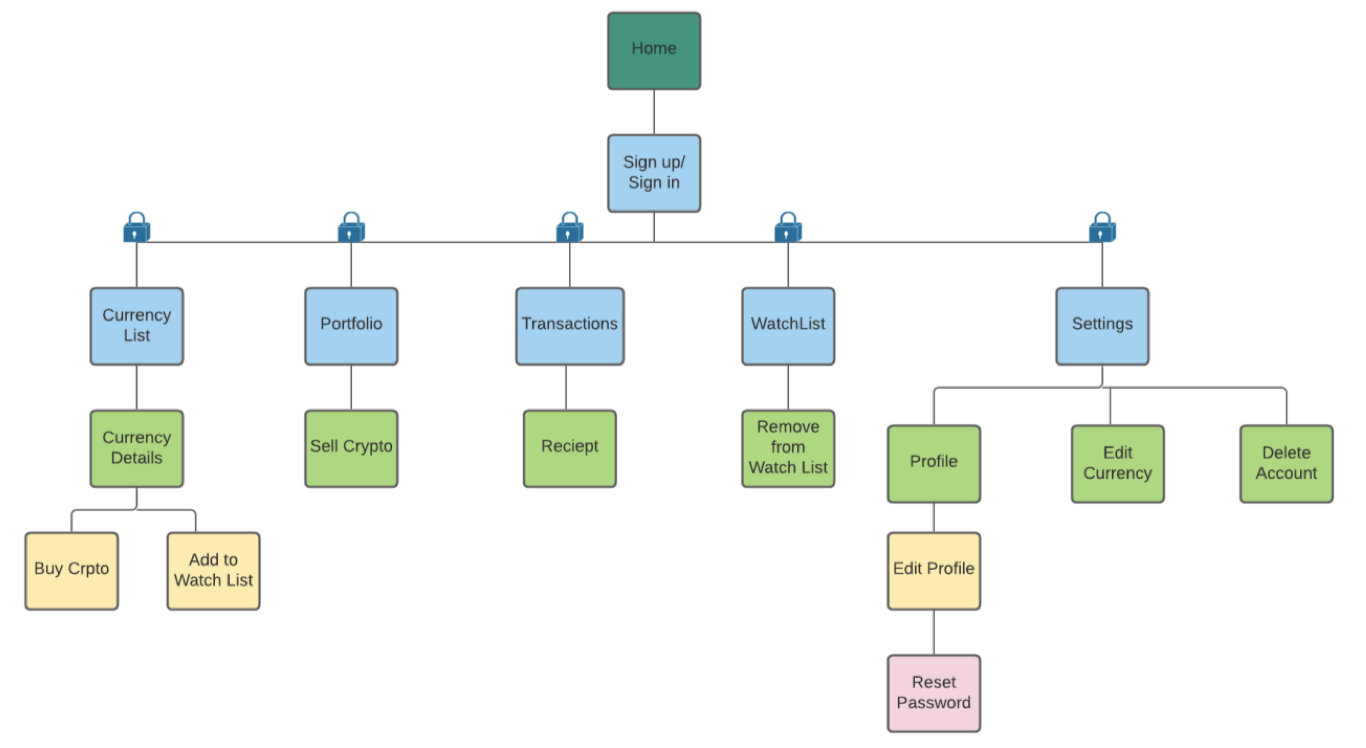 Home
Sign up/
Sign in
Currency
List
Portfolio
Transactions
WatchList
Settings
Currency
Details
Sell Crypto
Reciept
Remove
from
Watch List
Profile
Edit
Currency
Delete
Account
Buy Crpto
Add to
Watch List
Edit Profile
Reset
Password